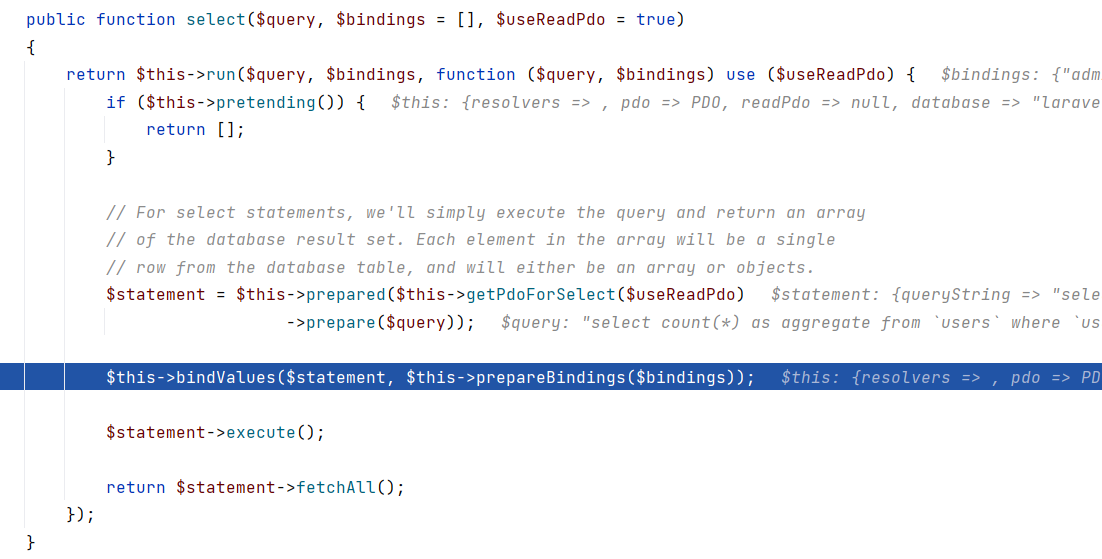 public function select($query, $bindings = [], $useReadPdo = true)
{
return $this->run($query, $bindings, function ($query, $bindings) use ($useReadPdo) { $bindings: {"adm
if ($this->pretending()) { $this: {resolvers => , pdo => PDO, readPdo => null, database => "larave
return [];
}
// For select statements, we'll simply execute the query and return an array
// of the database result set. Each element in the array will be a single
// row from the database table, and will either be an array or objects.
$statement = $this->prepared($this->getPdoForSelect($useReadPdo) $statement: {queryString => "sele
->prepare($query)); $query: "select count(*) as aggregate from `users` where `us
$this->bindValues($statement, $this->prepareBindings($bindings)); $this: {resolvers => , pdo => PD
$statement->execute();
return $statement->fetchAll();
});
}